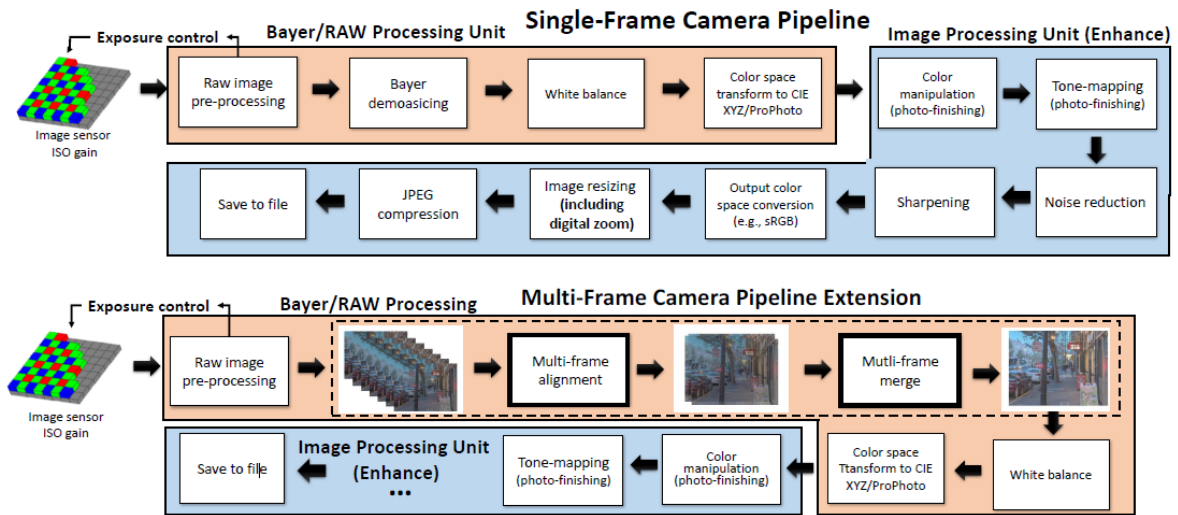 Single-Frame Camera Pipeline
Exposure control
Bayer/RAW Processing Unit
Image Processing Unit (Enhance)
Raw image
pre-processing
Bayer
demoasicing
White balance
Color space
transform to CIE
XYZ/ProPhoto
Color
manipulation
(photo-finishing)
Tone-mapping
(photo-finishing)
Image sensor
ISO gain
Save to file
JPEG
compression
Image resizing
(including
digital zoom)
Output color
space conversion
(e.g., sRGB)
Sharpening
Noise reduction
Multi-Frame Camera Pipeline Extension
Exposure control
Bayer/RAW Processing
Raw image
pre-processing
Multi-frame
alignment
Mutli-frame
merge
Image sensor
ISO gain
Save to file
Image Processing Unit
(Enhance)
...
Tone-mapping
(photo-finishing)
Color
manipulation
(photo-finishing)
Color space
Ttansform to CIE
XYZ/ProPhoto
White balance